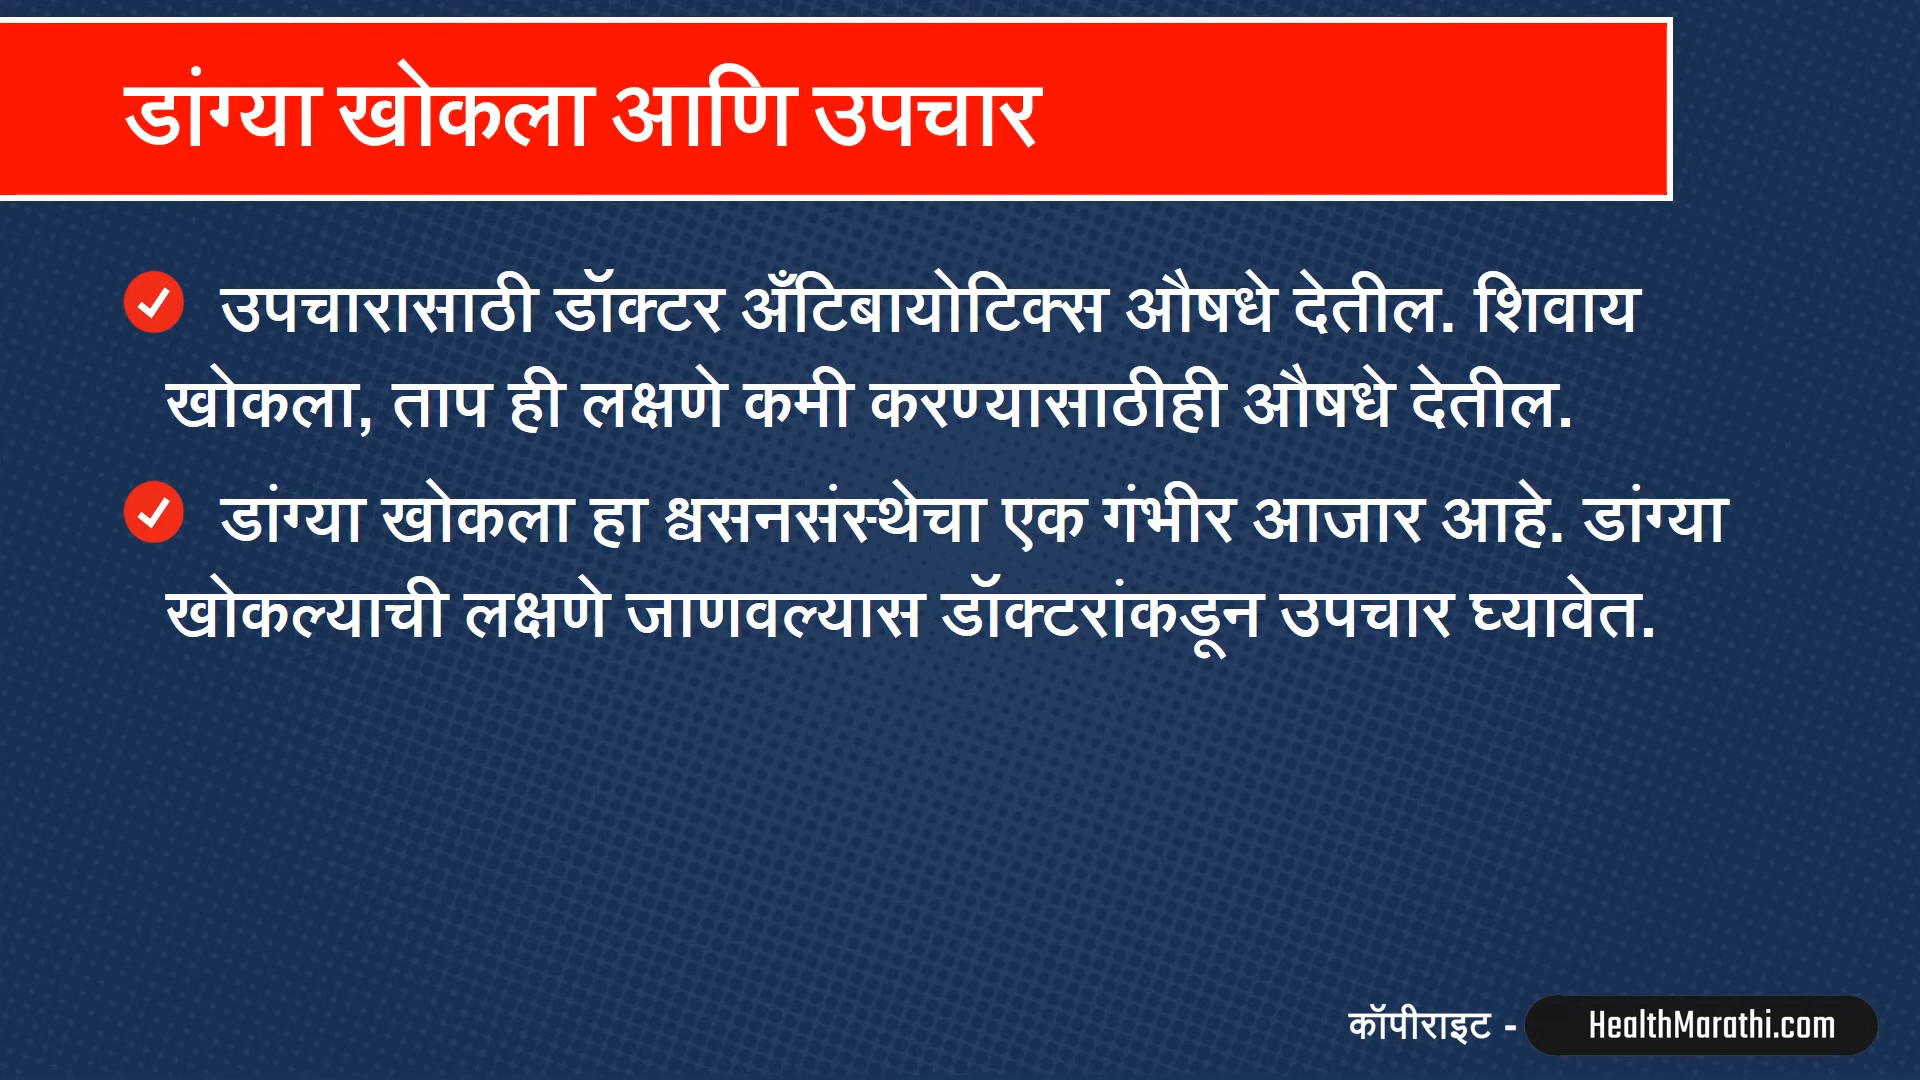 डांग्या खोकला आणि उपचार
उपचारासाठी डॉक्टर अँटिबायोटिक्स औषधे देतील. शिवाय
खोकला, ताप ही लक्षणे कमी करण्यासाठीही औषधे देतील.
डांग्या खोकला हा श्वसनसंस्थेचा एक गंभीर आजार आहे. डांग्या
खोकल्याची लक्षणे जाणवल्यास डॉक्टरांकडून उपचार घ्यावेत.
कॉपीराइट - HealthMarathi.com